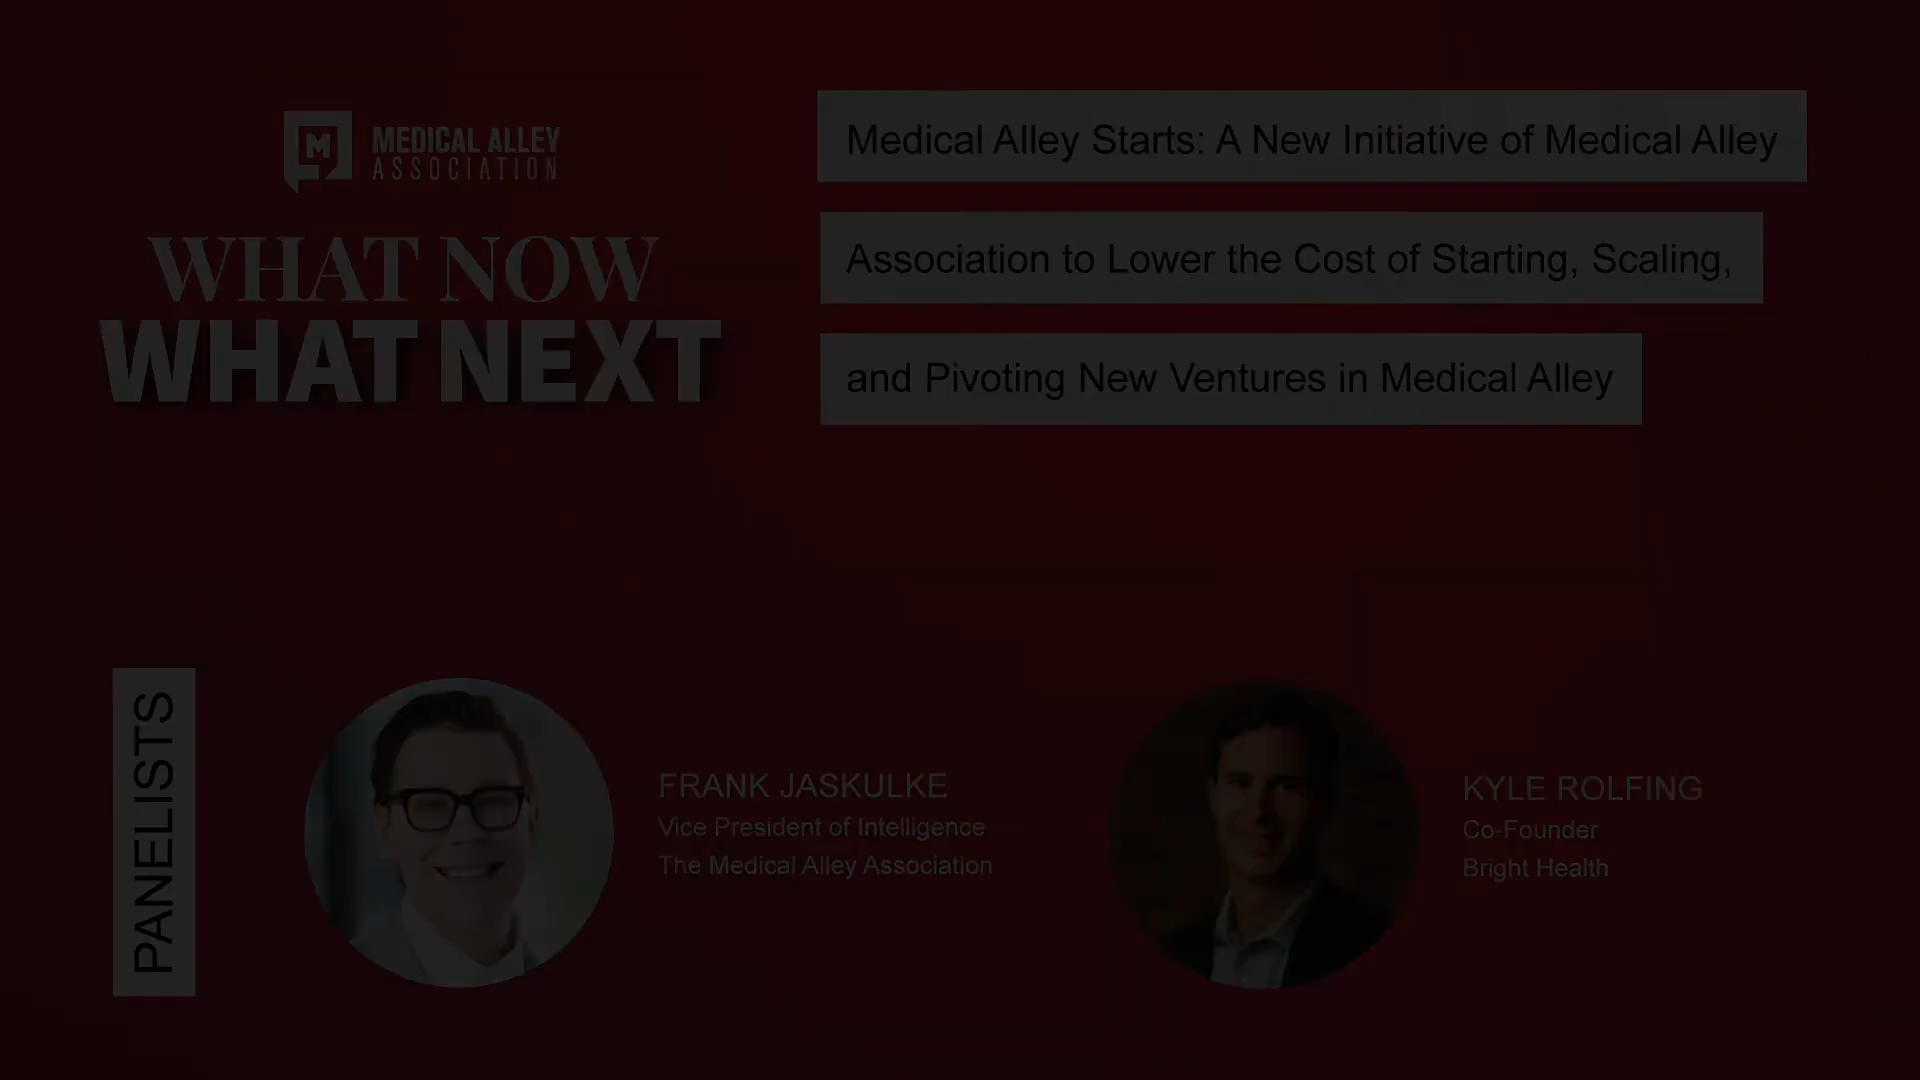 M MEDICAL ALLEY
ASSOCIATION
WHAT NOW
WHAT NEXT
Medical Alley Starts: A New Initiative of Medical Alley
Association to Lower the Cost of Starting, Scaling,
and Pivoting New Ventures in Medical Alley
PANELISTS
FRANK JASKULKE
Vice President of Intelligence
The Medical Alley Association
KYLE ROLFING
Co-Founder
Bright Health